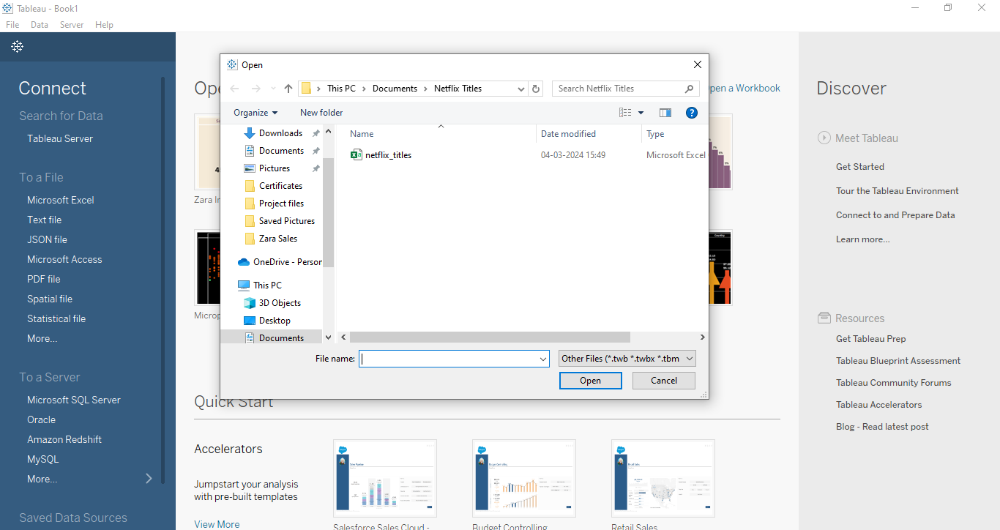 Tableau - Book1
File Data Server Help
Connect
Search for Data
Tableau Server
To a File
Microsoft Excel
Text file
JSON file
Microsoft Access
PDF file
Spatial file
Statistical file
More...
To a Server
Microsoft SQL Server
Oracle
Amazon Redshift
MySQL
More...
Saved Data Sources
Ope
pen a Workbook
Zara In
Microp
Open
This PC > Documents > Netflix Titles
Search Netflix Titles
Organize New folder
Downloads
Documents
Pictures
Certificates
Project files
Saved Pictures
Zara Sales
OneDrive - Person
This PC
3D Objects
Desktop
Documents
Name Date modified Type
netflix_titles 04-03-2024 15:49 Microsoft Excel
File name: Other Files (*.twb *.twbx *.tbm
Open Cancel
Country
Quick Start
Accelerators
Jumpstart your analysis
with pre-built templates
View More
Salesforce Sales Cloud -
Budget Controlling
Retail Sales
Discover
Meet Tableau
Get Started
Tour the Tableau Environment
Connect to and Prepare Data
Learn more...
Resources
Get Tableau Prep
Tableau Blueprint Assessment
Tableau Community Forums
Tableau Accelerators
Blog - Read latest post